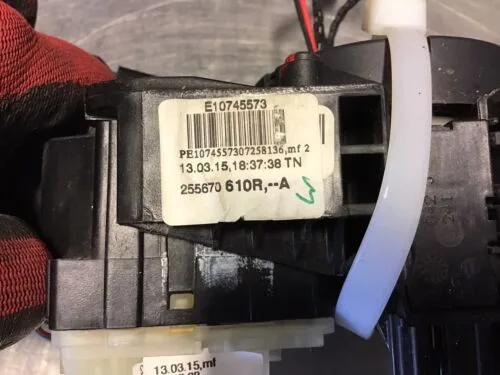 E10745573
PE1074557307258136,mf 2
13.03.15,18:37:38 TN
255670 610R,--A
13.03.15,mf